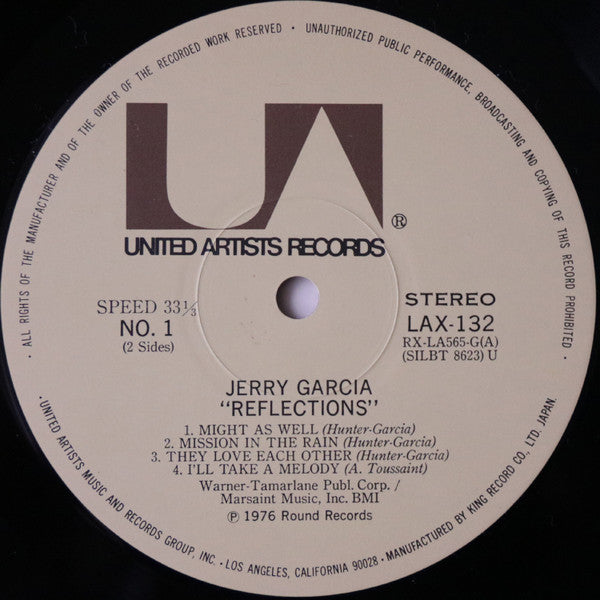 · ALL RIGHTS OF THE MANUFACTURER AND OF THE OWNER OF THE RECORDED WORK RESERVED · UNAUTHORIZED PUBLIC PERFORMANCE, BROADCASTING AND COPYING OF THIS RECORD PROHIBITED ·
UA
®
UNITED ARTISTS RECORDS
SPEED 33⅓
NO. 1
(2 Sides)
STEREO
LAX-132
RX-LA565-G(A)
(SILBT 8623) U
JERRY GARCIA
"REFLECTIONS"
1. MIGHT AS WELL (Hunter-Garcia)
2. MISSION IN THE RAIN (Hunter-Garcia)
3. THEY LOVE EACH OTHER (Hunter-Garcia)
4. I'LL TAKE A MELODY (A. Toussaint)
Warner-Tamarlane Publ. Corp. /
Marsaint Music, Inc. BMI
℗ 1976 Round Records
· UNITED ARTISTS MUSIC AND RECORDS GROUP, INC. · LOS ANGELES, CALIFORNIA 90028 · MANUFACTURED BY KING RECORD CO., LTD. JAPAN.